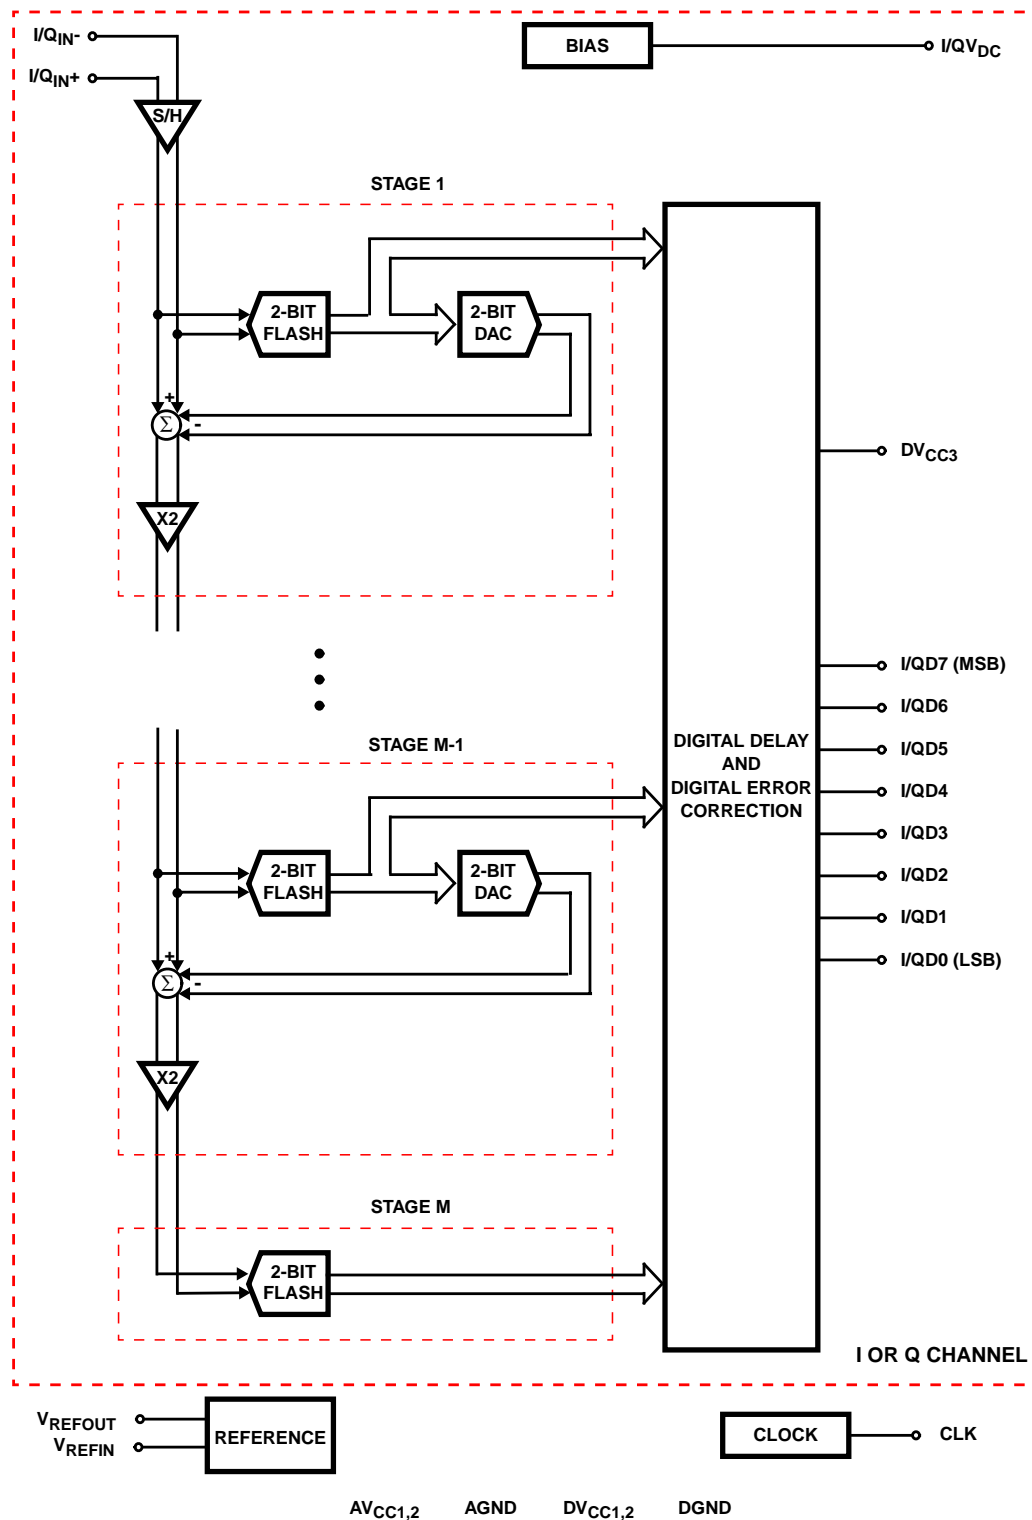 I/QIN-
BIAS
I/QVDC
I/QIN+
S/H
STAGE 1
2-BIT
FLASH
2-BIT
DAC
+
Σ
-
X2
DVCC3
I/QD7 (MSB)
I/QD6
I/QD5
I/QD4
I/QD3
I/QD2
I/QD1
I/QD0 (LSB)
DIGITAL DELAY
AND
DIGITAL ERROR
CORRECTION
STAGE M-1
2-BIT
FLASH
2-BIT
DAC
+
Σ
-
X2
STAGE M
2-BIT
FLASH
I OR Q CHANNEL
VREFOUT
VREFIN
REFERENCE
CLOCK
CLK
AVCC1,2 AGND DVCC1,2 DGND